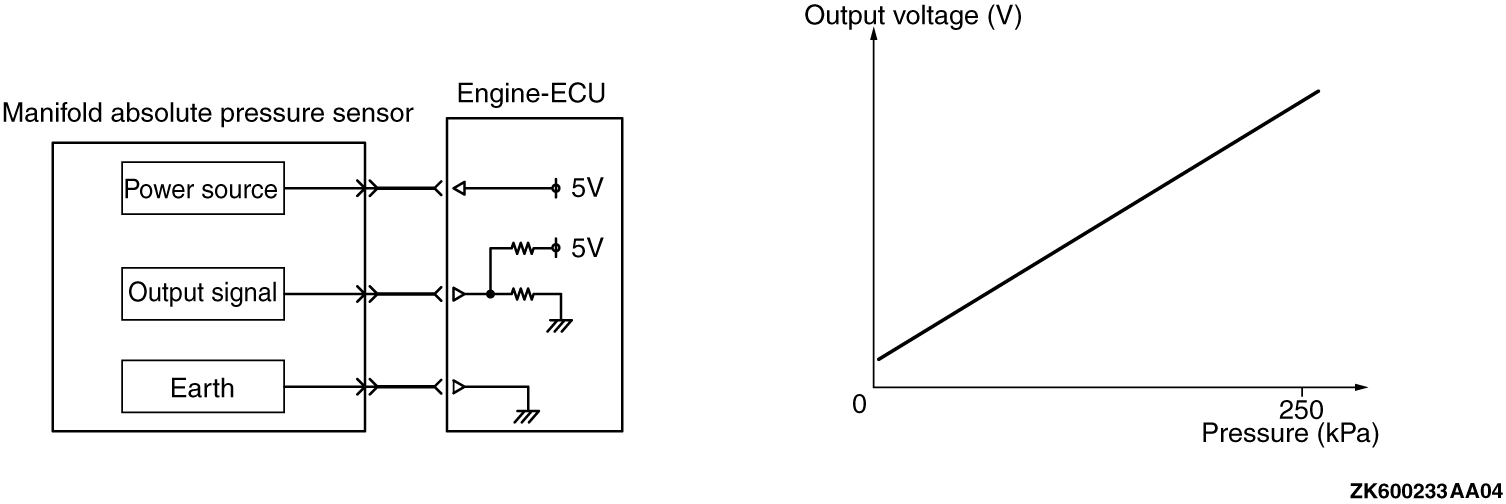 Manifold absolute pressure sensor
Engine-ECU
Power source
5V
5V
Output signal
Earth
Output voltage (V)
0
250
Pressure (kPa)
ZK600233AA04